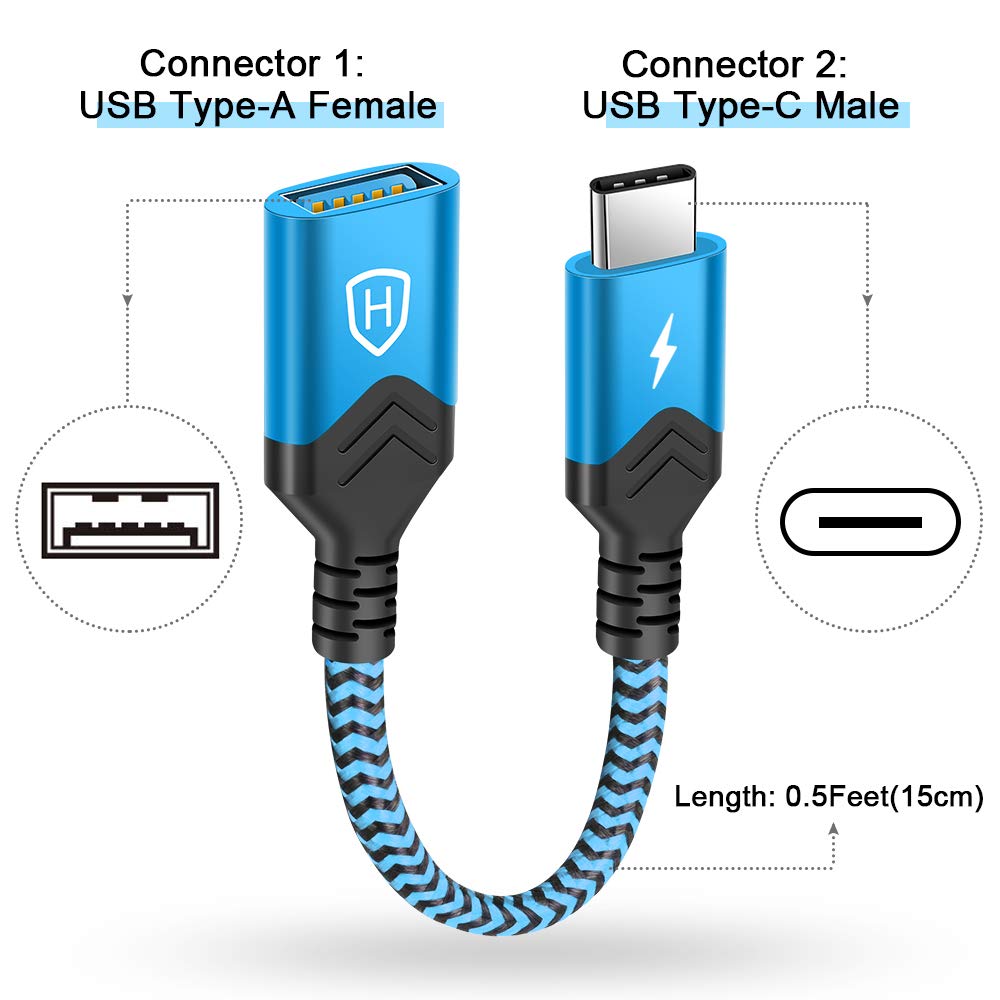 Connector 1:
USB Type-A Female
Connector 2:
USB Type-C Male
H
Length: 0.5Feet(15cm)